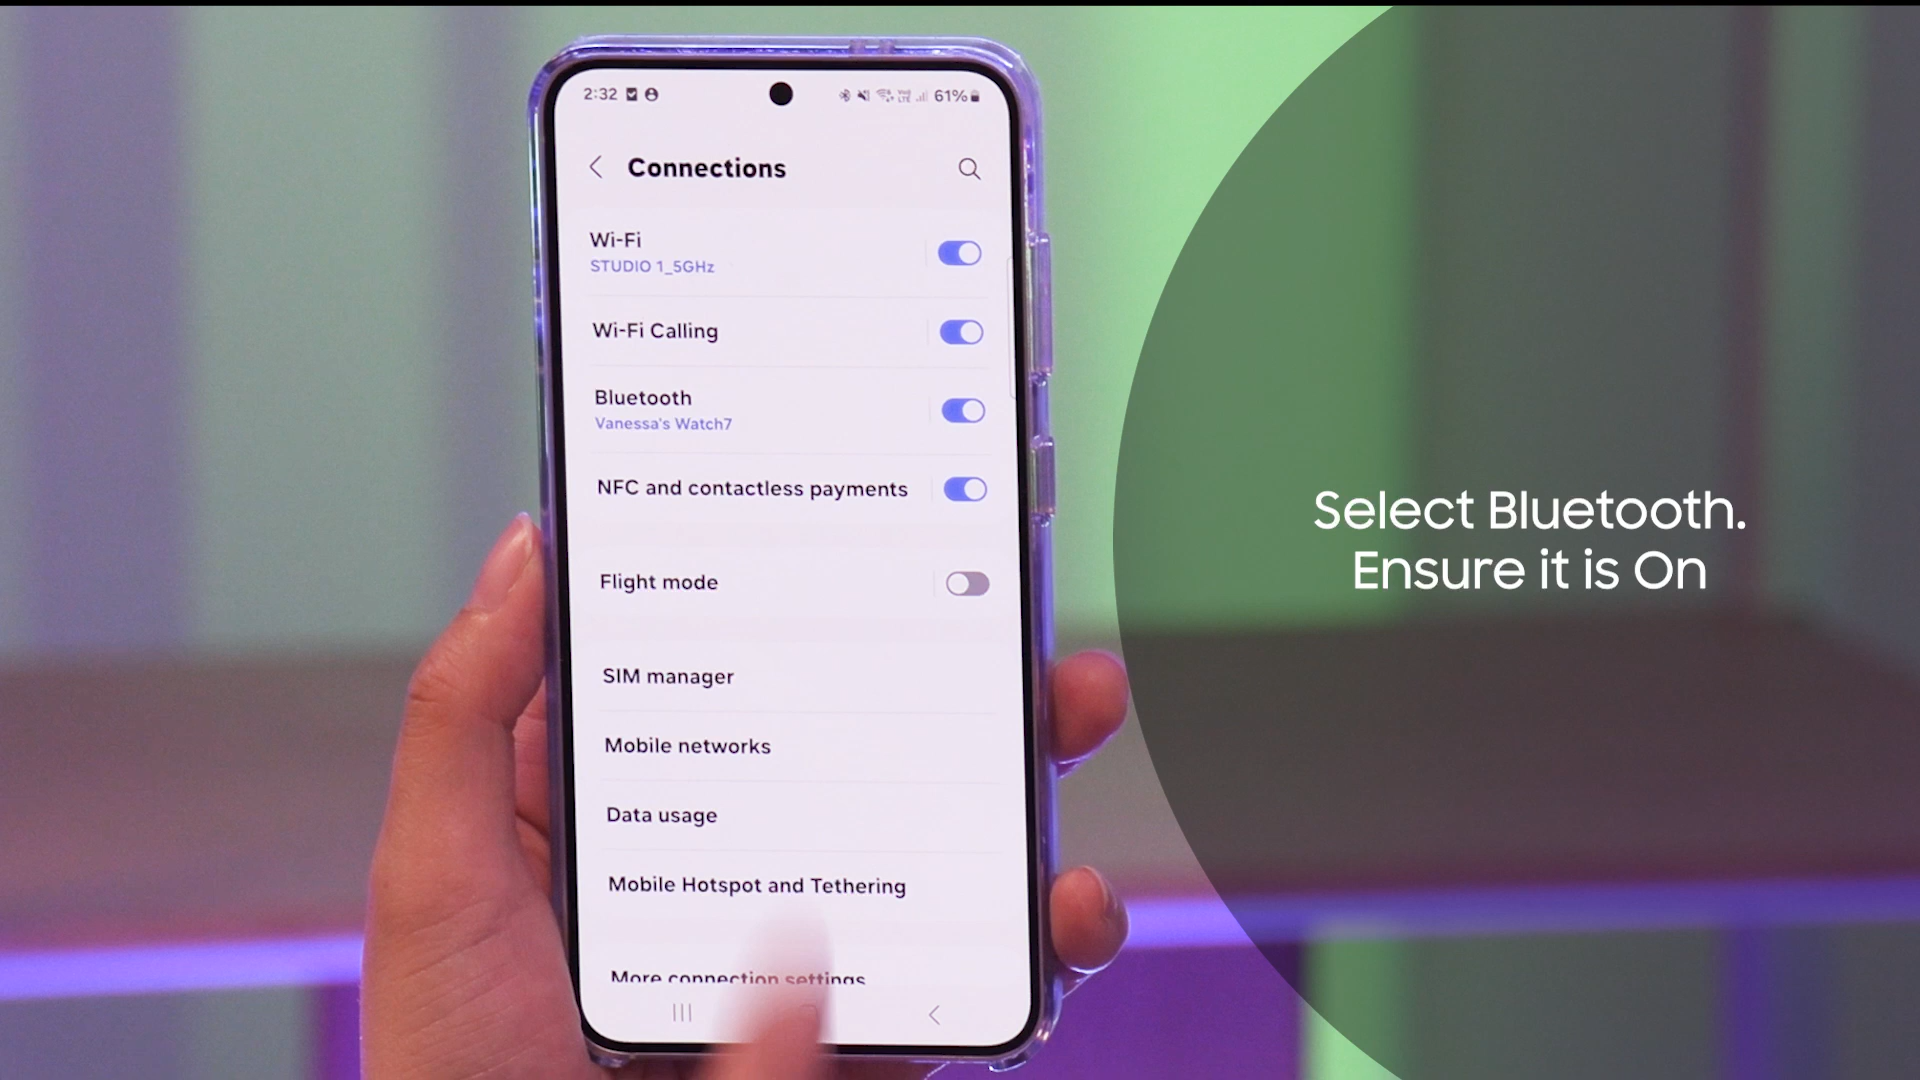 2:32
61%
Connections
Wi-Fi
STUDIO 1_5GHz
Wi-Fi Calling
Bluetooth
Vanessa's Watch7
NFC and contactless payments
Flight mode
SIM manager
Mobile networks
Data usage
Mobile Hotspot and Tethering
More connection settings
Select Bluetooth.
Ensure it is On